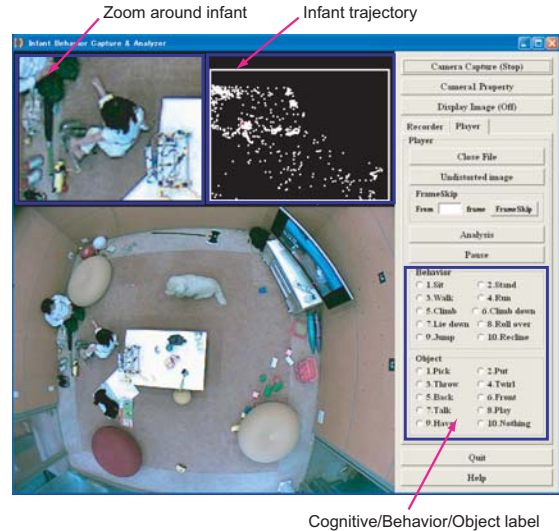 Zoom around infant
Infant trajectory
Infant Behavior Capture & Analyzer
Camera Capture (Stop)
Camera1 Property
Display Image (Off)
Recorder Player
Player
Close File
Undistorted image
FrameSkip
From frame FrameSkip
Analysis
Pause
Behavior
1.Sit 2.Stand
3.Walk 4.Run
5.Climb 6.Climb down
7.Lie down 8.Roll over
9.Jump 10.Recline
Object
1.Pick 2.Put
3.Throw 4.Twirl
5.Back 6.Front
7.Talk 8.Play
9.Have 10.Nothing
Quit
Help
Cognitive/Behavior/Object label